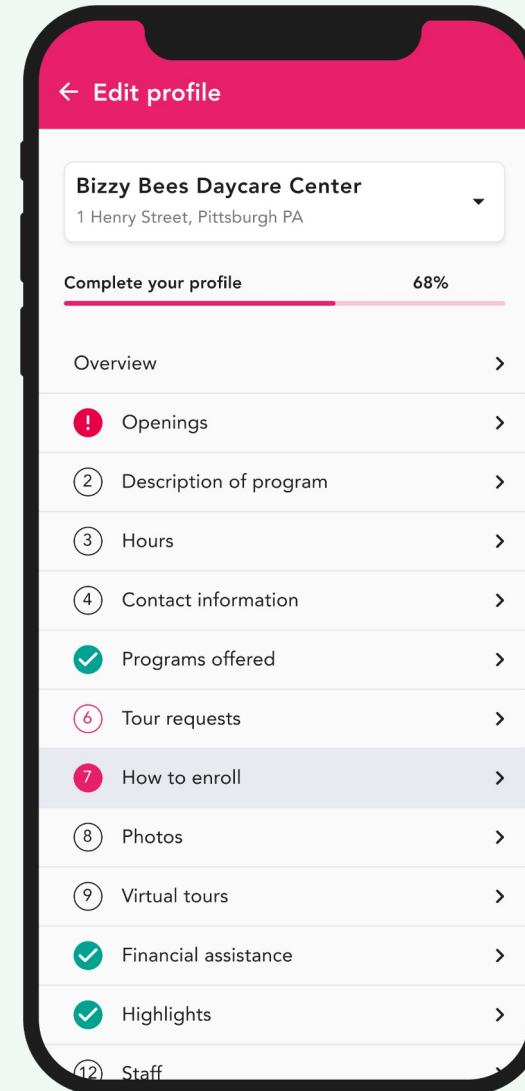 Edit profile
Bizzy Bees Daycare Center
1 Henry Street, Pittsburgh PA
Complete your profile 68%
Overview
! Openings
2 Description of program
3 Hours
4 Contact information
Programs offered
6 Tour requests
7 How to enroll
8 Photos
9 Virtual tours
Financial assistance
Highlights
12 Staff